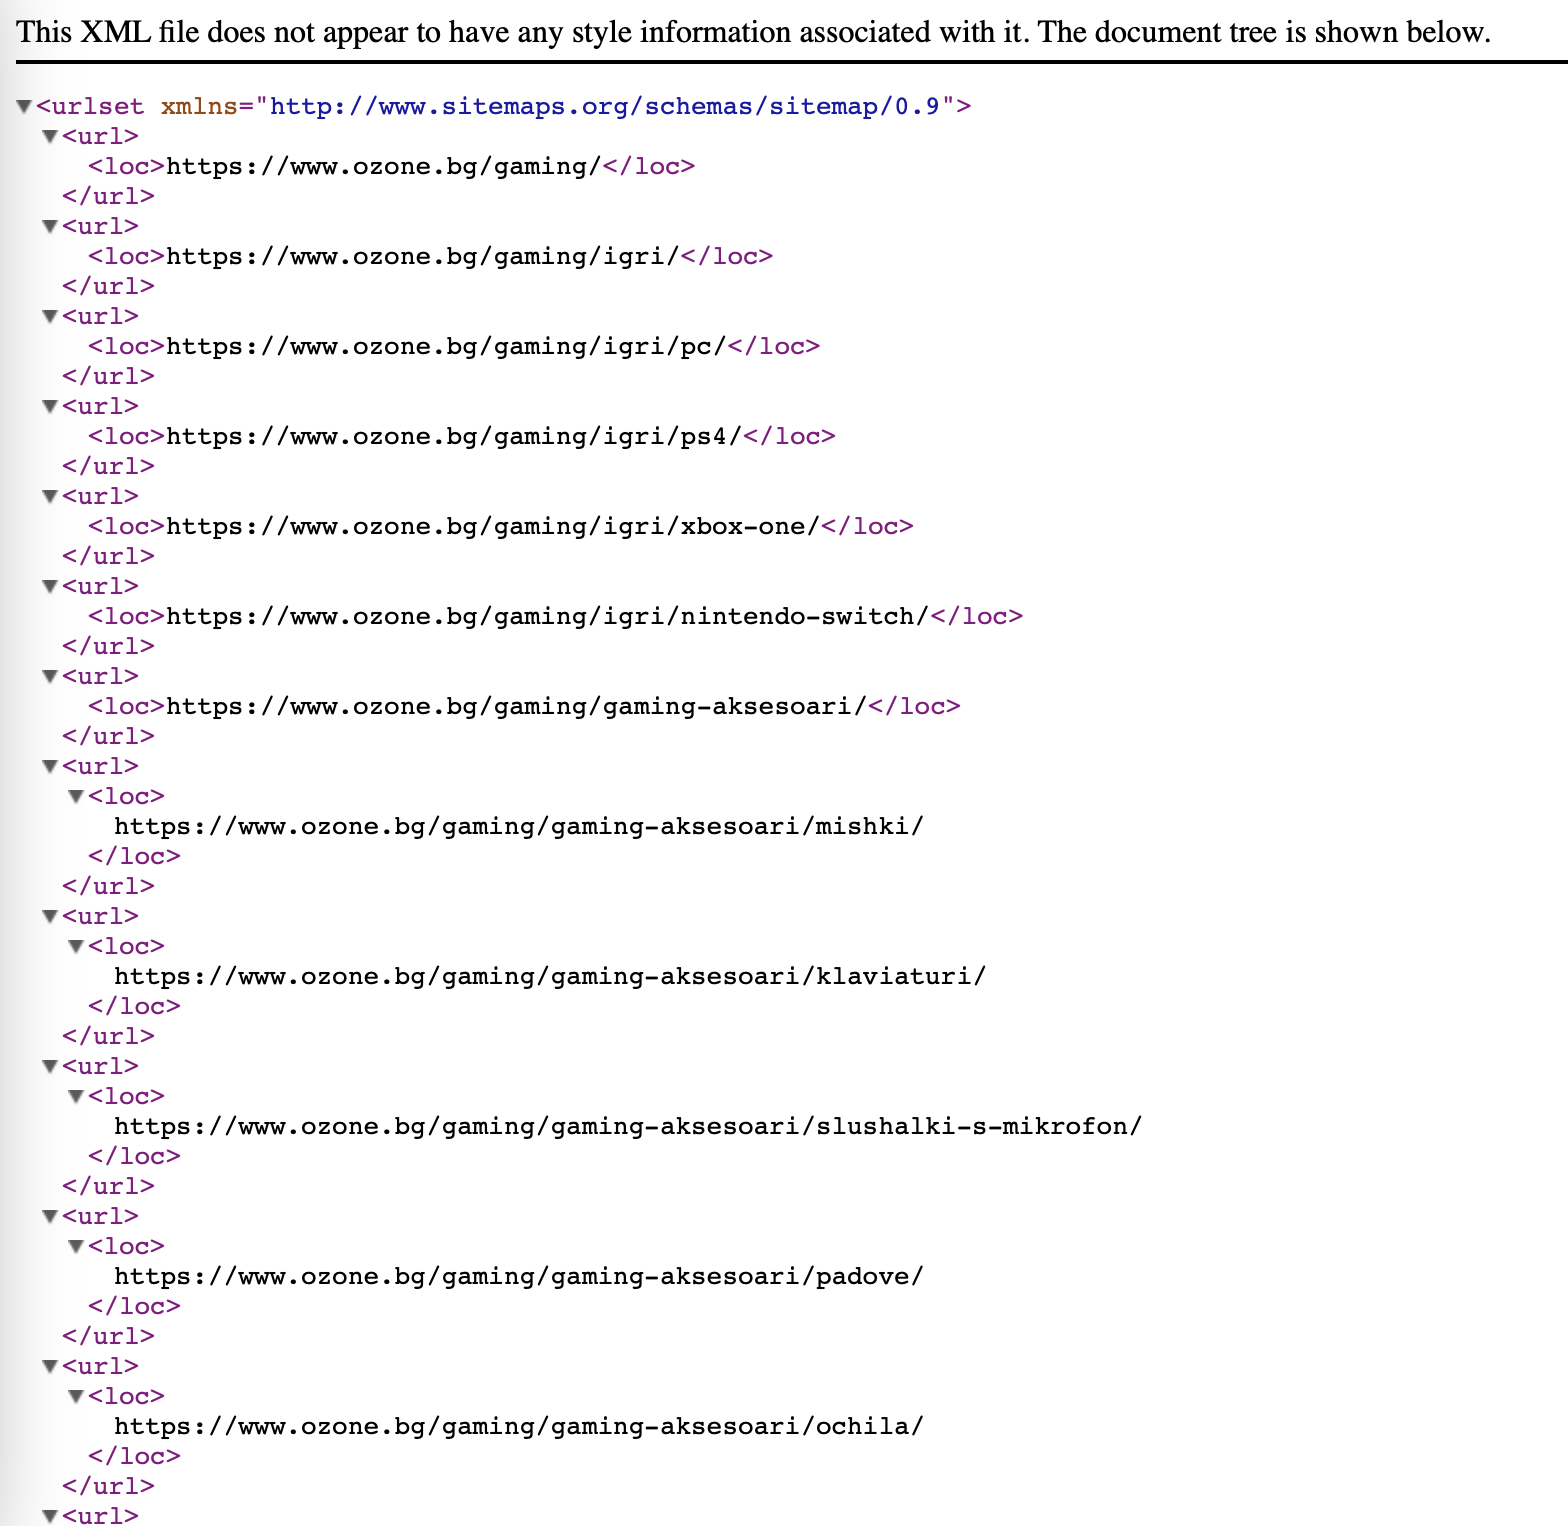 This XML file does not appear to have any style information associated with it. The document tree is shown below.
▼<urlset xmlns="http://www.sitemaps.org/schemas/sitemap/0.9">
▼<url>
<loc>https://www.ozone.bg/gaming/</loc>
</url>
▼<url>
<loc>https://www.ozone.bg/gaming/igri/</loc>
</url>
▼<url>
<loc>https://www.ozone.bg/gaming/igri/pc/</loc>
</url>
▼<url>
<loc>https://www.ozone.bg/gaming/igri/ps4/</loc>
</url>
▼<url>
<loc>https://www.ozone.bg/gaming/igri/xbox-one/</loc>
</url>
▼<url>
<loc>https://www.ozone.bg/gaming/igri/nintendo-switch/</loc>
</url>
▼<url>
<loc>https://www.ozone.bg/gaming/gaming-aksesoari/</loc>
</url>
▼<url>
▼<loc>
https://www.ozone.bg/gaming/gaming-aksesoari/mishki/
</loc>
</url>
▼<url>
▼<loc>
https://www.ozone.bg/gaming/gaming-aksesoari/klaviaturi/
</loc>
</url>
▼<url>
▼<loc>
https://www.ozone.bg/gaming/gaming-aksesoari/slushalki-s-mikrofon/
</loc>
</url>
▼<url>
▼<loc>
https://www.ozone.bg/gaming/gaming-aksesoari/padove/
</loc>
</url>
▼<url>
▼<loc>
https://www.ozone.bg/gaming/gaming-aksesoari/ochila/
</loc>
</url>
▼<url>